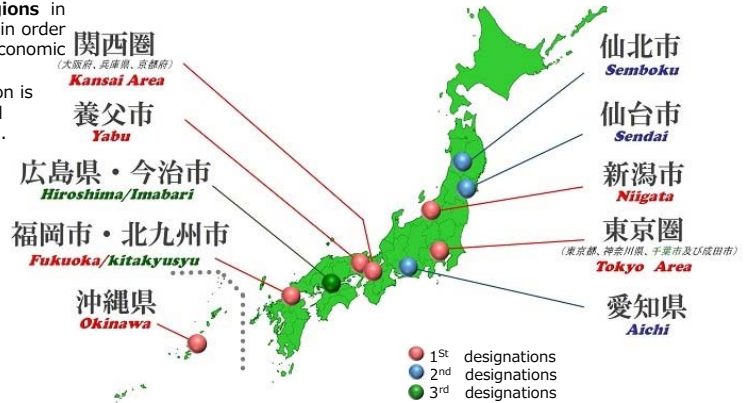 gions in
in order
conomic
on is
.
関西圏
(大阪府、兵庫県、京都府)
Kansai Area
養父市
Yabu
広島県・今治市
Hiroshima/Imabari
福岡市・北九州市
Fukuoka/kitakyusyu
沖縄県
Okinawa
仙北市
Semboku
仙台市
Sendai
新潟市
Niigata
東京圏
(東京都、神奈川県、千葉市及び成田市)
Tokyo Area
愛知県
Aichi
1St designations
2nd designations
3rd designations